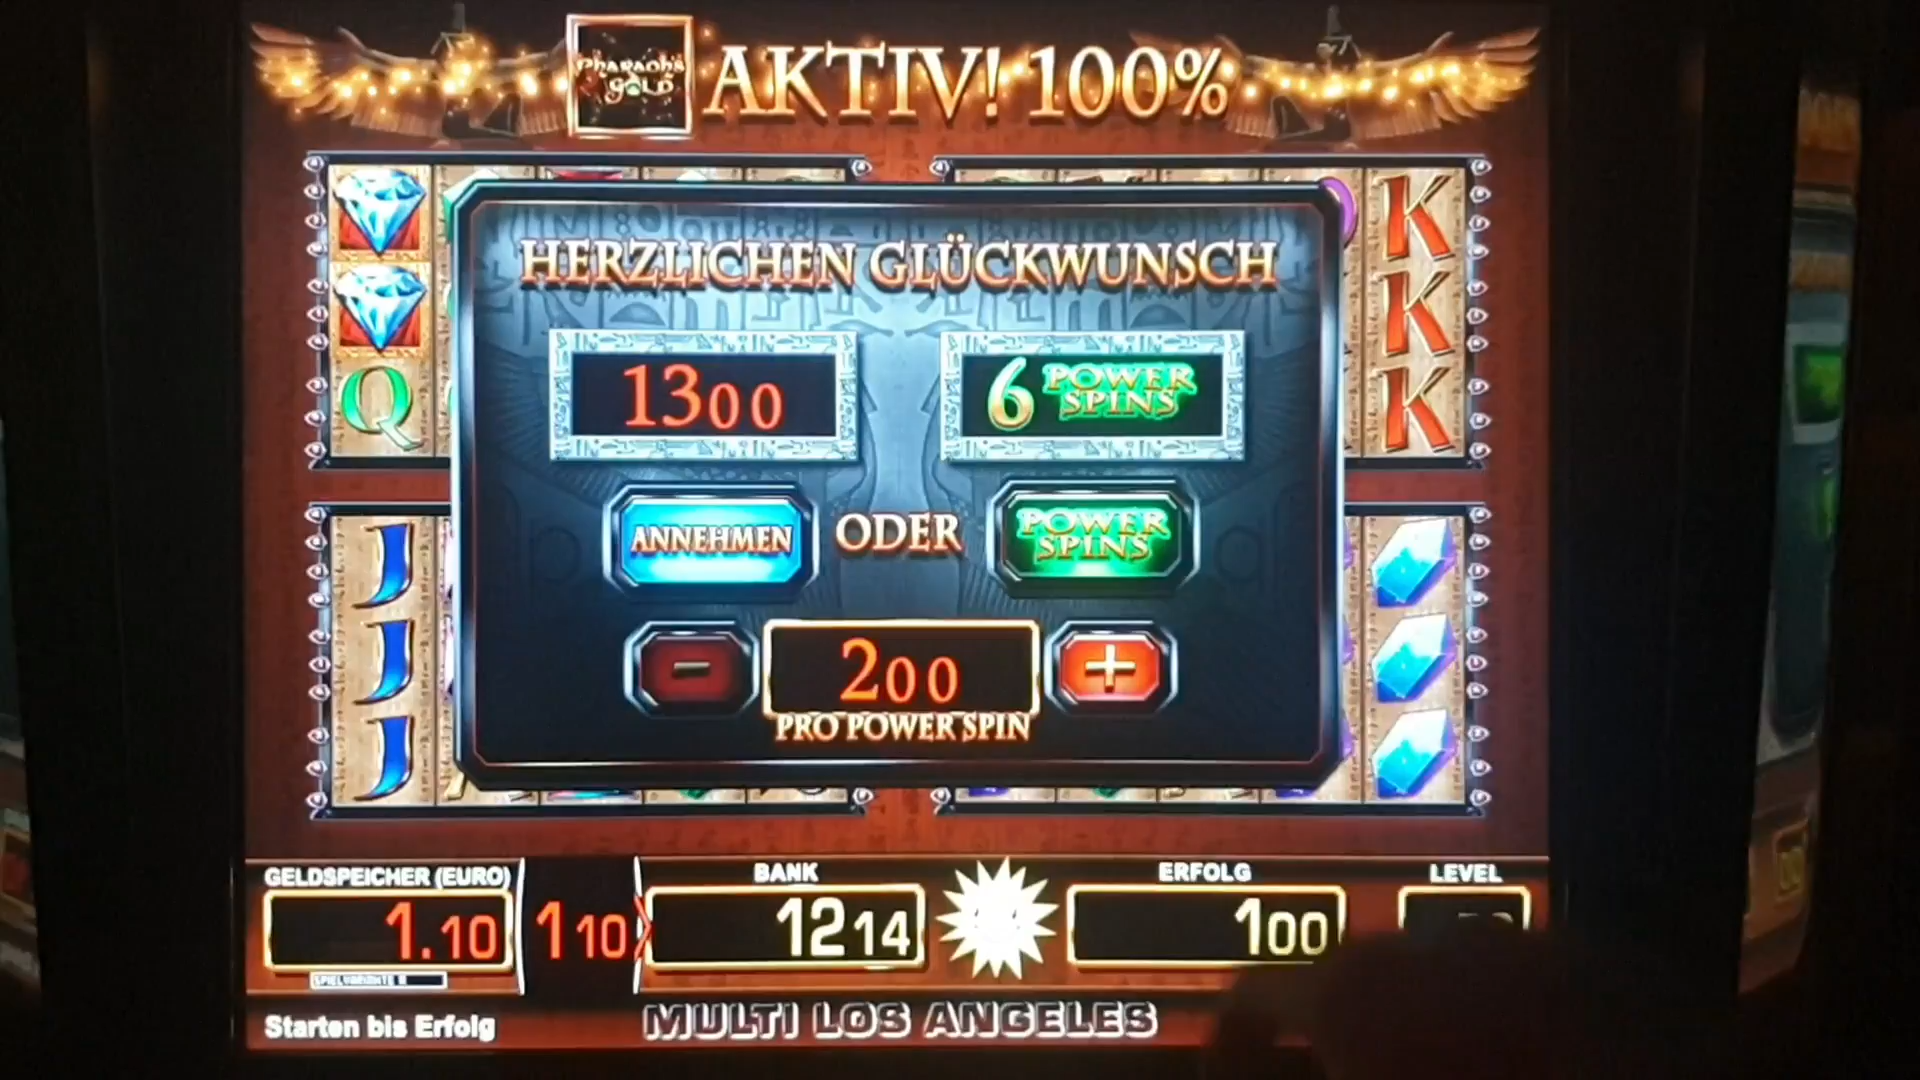 PHARAOH'S GOLD
AKTIV! 100%
K
K
K
Q
J
J
J
HERZLICHEN GLÜCKWUNSCH
1300
6 POWER SPINS
ANNEHMEN
ODER
POWER SPINS
-
200
+
PRO POWER SPIN
GELDSPEICHER (EURO)
1.10
110
BANK
1214
ERFOLG
100
LEVEL
Starten bis Erfolg
MULTI LOS ANGELES